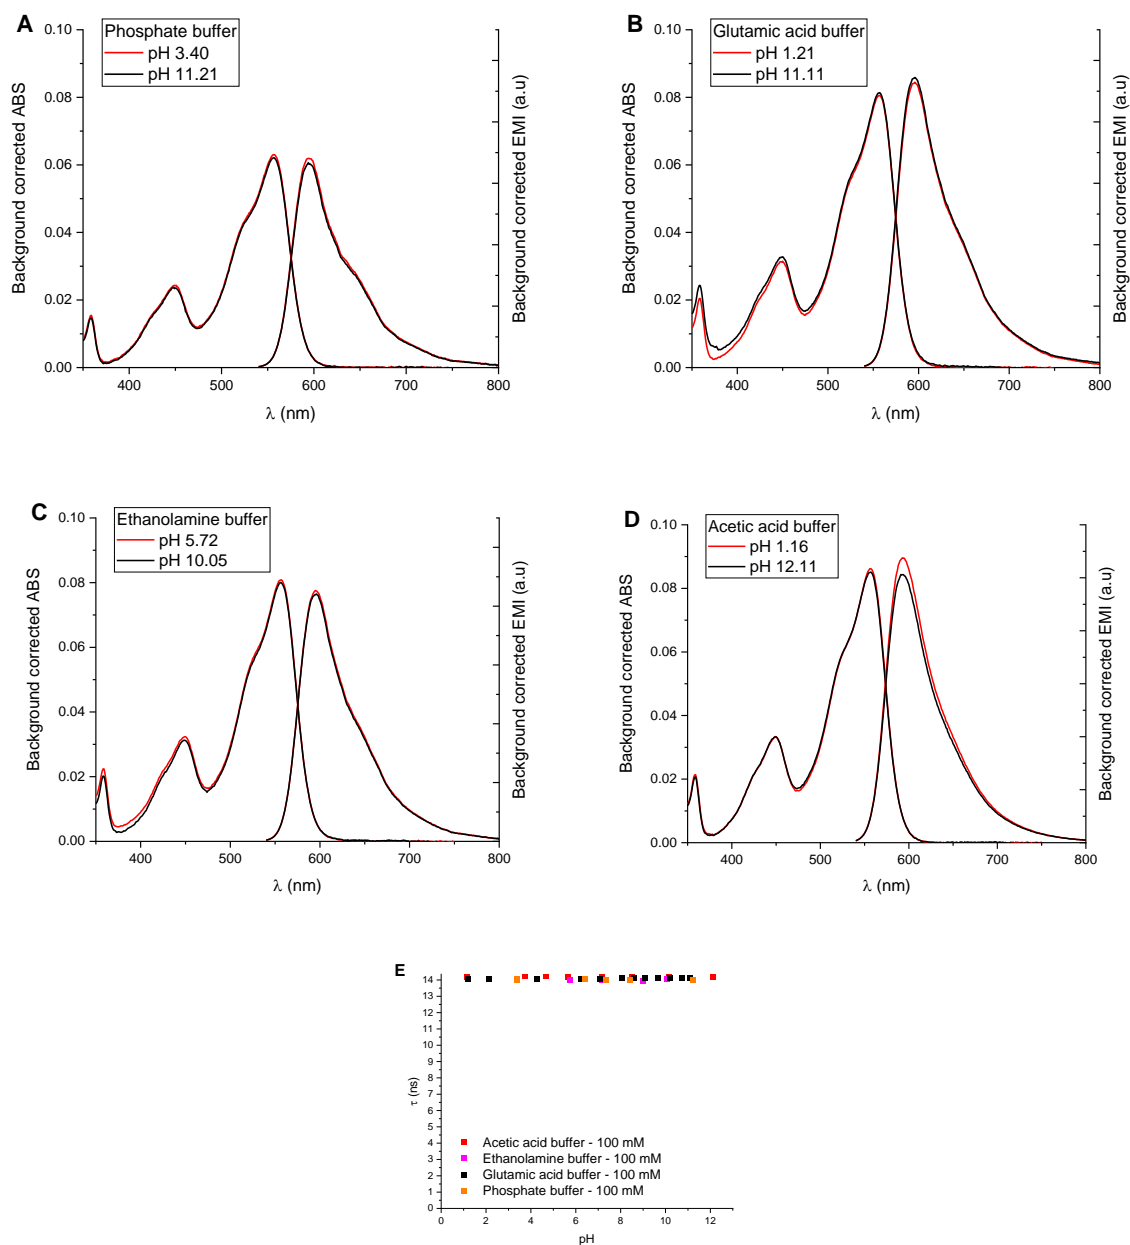 A
Phosphate buffer
pH 3.40
pH 11.21
Background corrected ABS
0.10
0.08
0.06
0.04
0.02
0.00
400 500 600 700 800
λ (nm)
Background corrected EMI (a.u)
B
Glutamic acid buffer
pH 1.21
pH 11.11
Background corrected ABS
0.10
0.08
0.06
0.04
0.02
0.00
400 500 600 700 800
λ (nm)
Background corrected EMI (a.u)
C
Ethanolamine buffer
pH 5.72
pH 10.05
Background corrected ABS
0.10
0.08
0.06
0.04
0.02
0.00
400 500 600 700 800
λ (nm)
Background corrected EMI (a.u)
D
Acetic acid buffer
pH 1.16
pH 12.11
Background corrected ABS
0.10
0.08
0.06
0.04
0.02
0.00
400 500 600 700 800
λ (nm)
Background corrected EMI (a.u)
E
14
13
12
11
10
9
8
7
6
5
4
3
2
1
0
τ (ns)
Acetic acid buffer - 100 mM
Ethanolamine buffer - 100 mM
Glutamic acid buffer - 100 mM
Phosphate buffer - 100 mM
0 2 4 6 8 10 12
pH